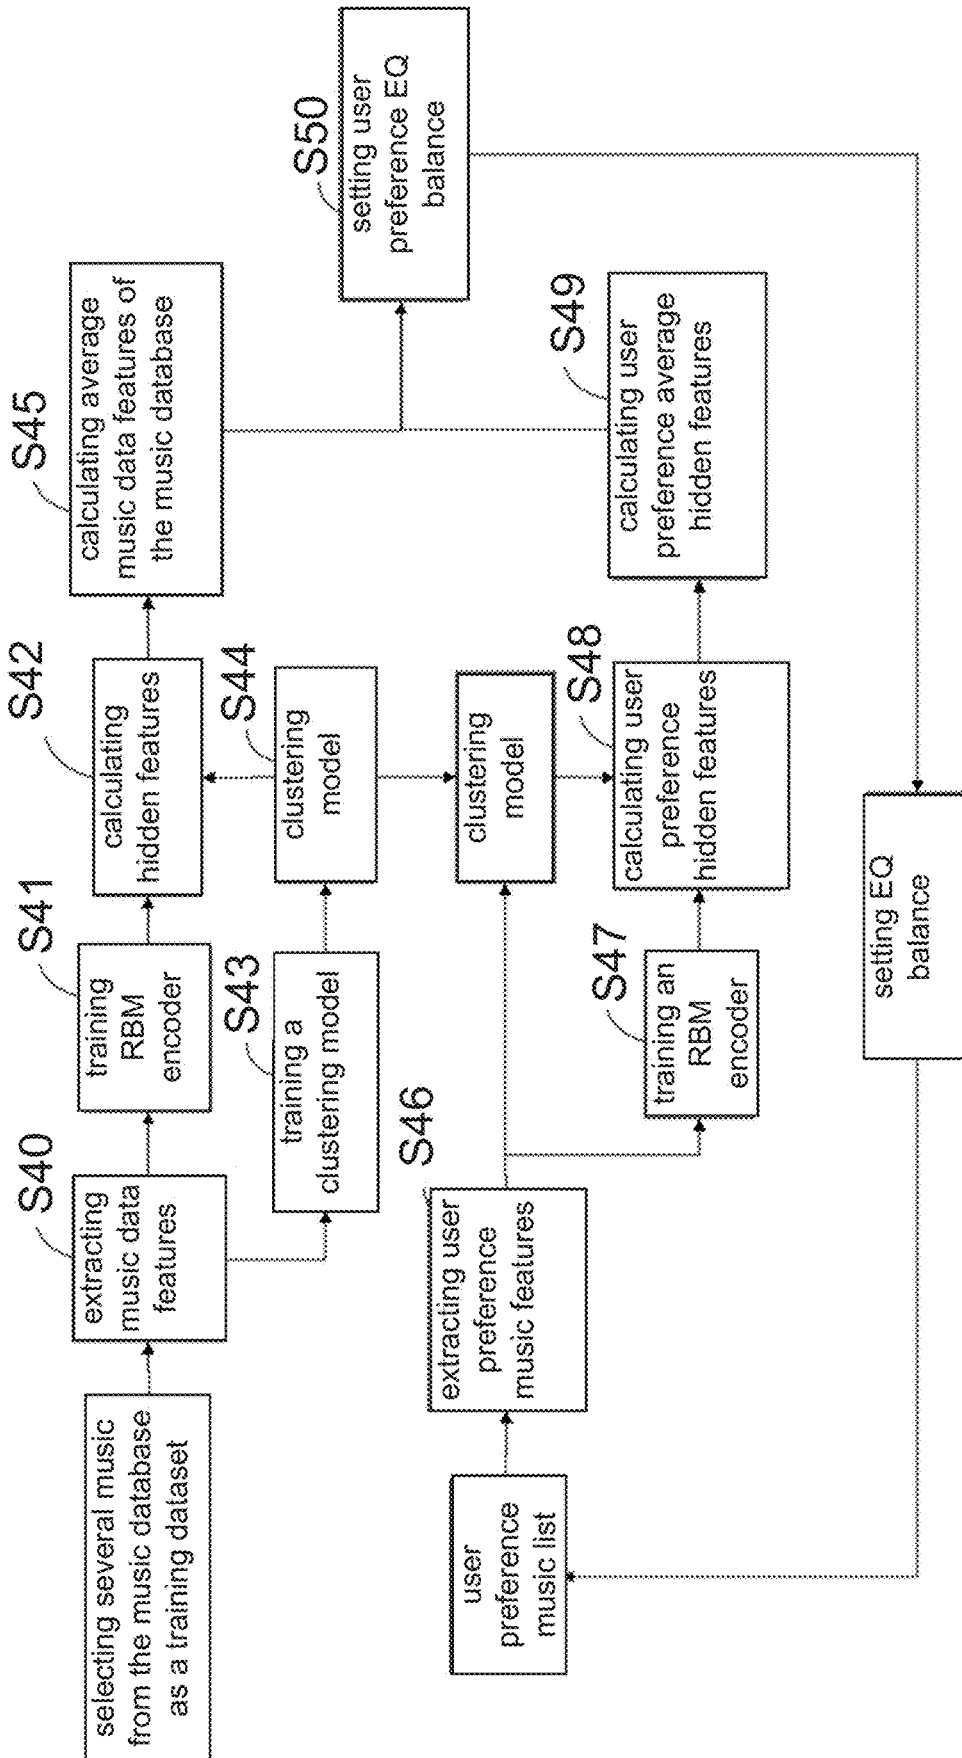 selecting several music
from the music database
as a training dataset
S40
extracting
music data
features
S41
training
RBM
encoder
S42
calculating
hidden features
S45
calculating average
music data features of
the music database
S43
training a
clustering model
S44
clustering
model
S50
setting user
preference EQ
balance
user
preference
music list
S46
extracting user
preference
music features
clustering
model
S47
training an
RBM
encoder
S48
calculating user
preference
hidden features
S49
calculating user
preference average
hidden features
setting EQ
balance